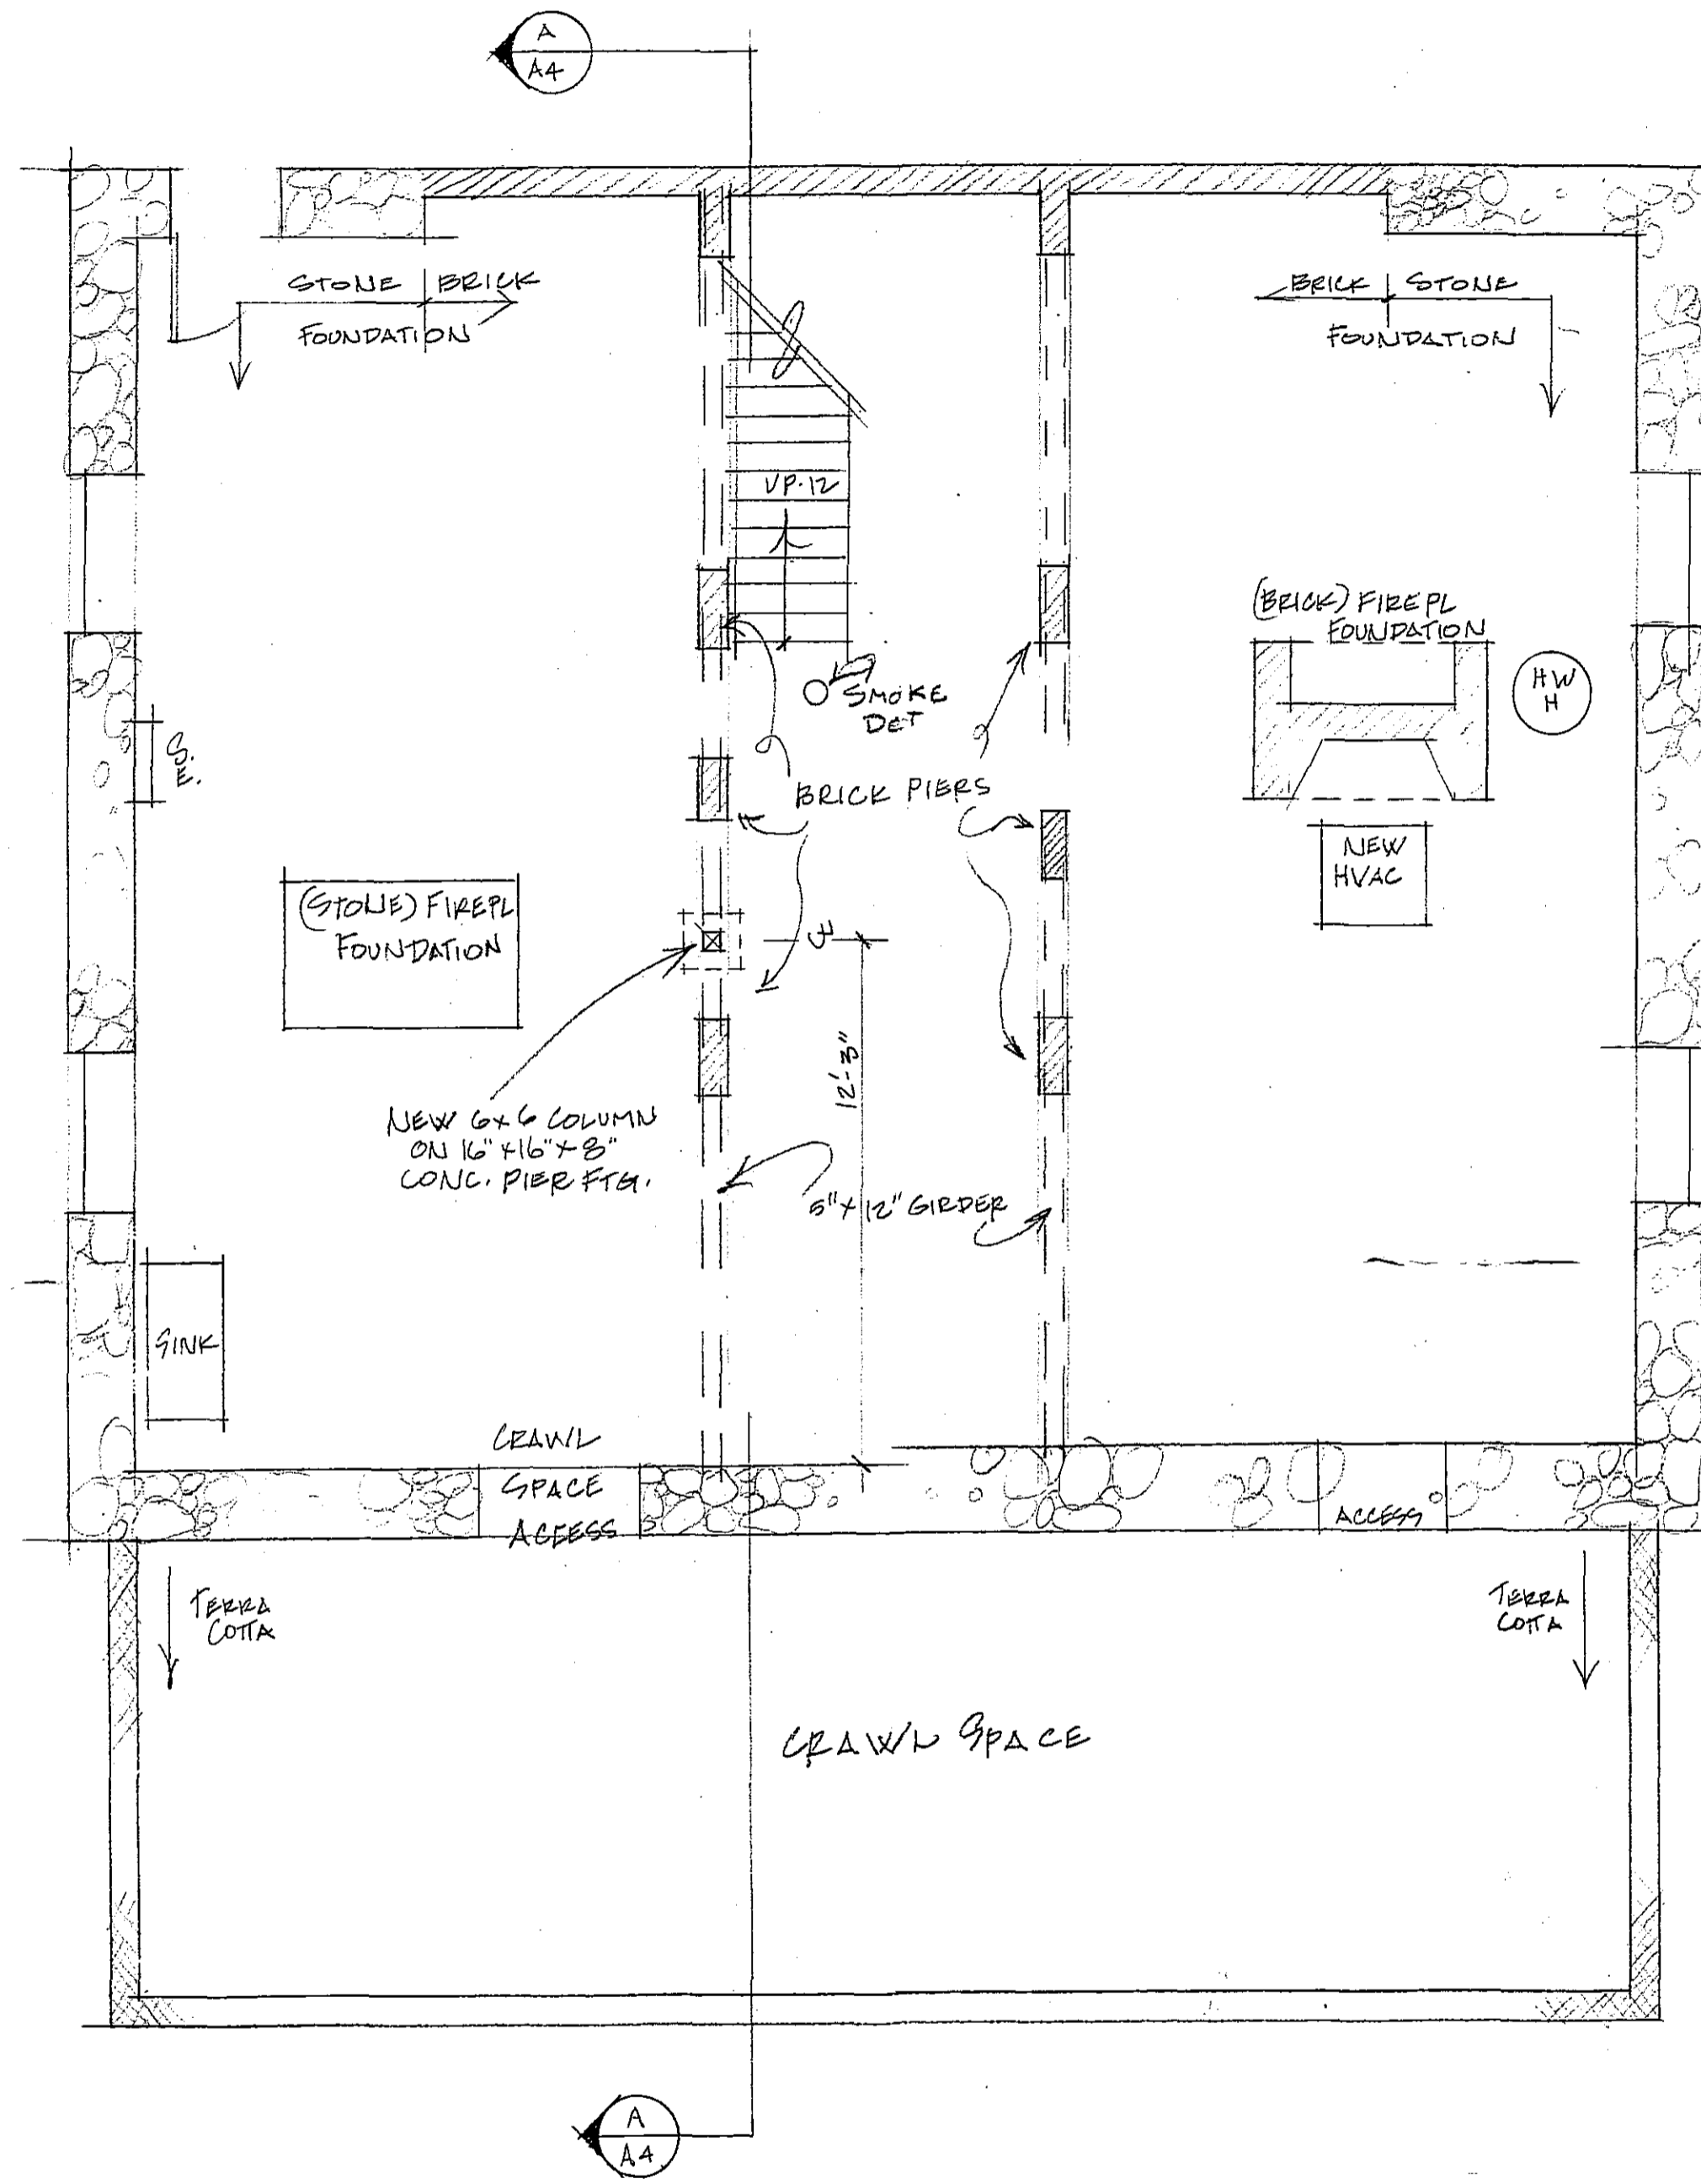 A
A4
STONE BRICK
FOUNDATION
BRICK STONE
FOUNDATION
UP·12
(BRICK) FIREPL
FOUNDATION
HW
H
SMOKE
DET
S.
E.
BRICK PIERS
NEW
HVAC
(STONE) FIREPL
FOUNDATION
12'-3"
NEW 6x6 COLUMN
ON 16"x16"x8"
CONC. PIER FTG.
5"x12" GIRDER
SINK
CRAWL
SPACE
ACCESS
ACCESS
TERRA
COTTA
TERRA
COTTA
CRAWL SPACE
A
A4